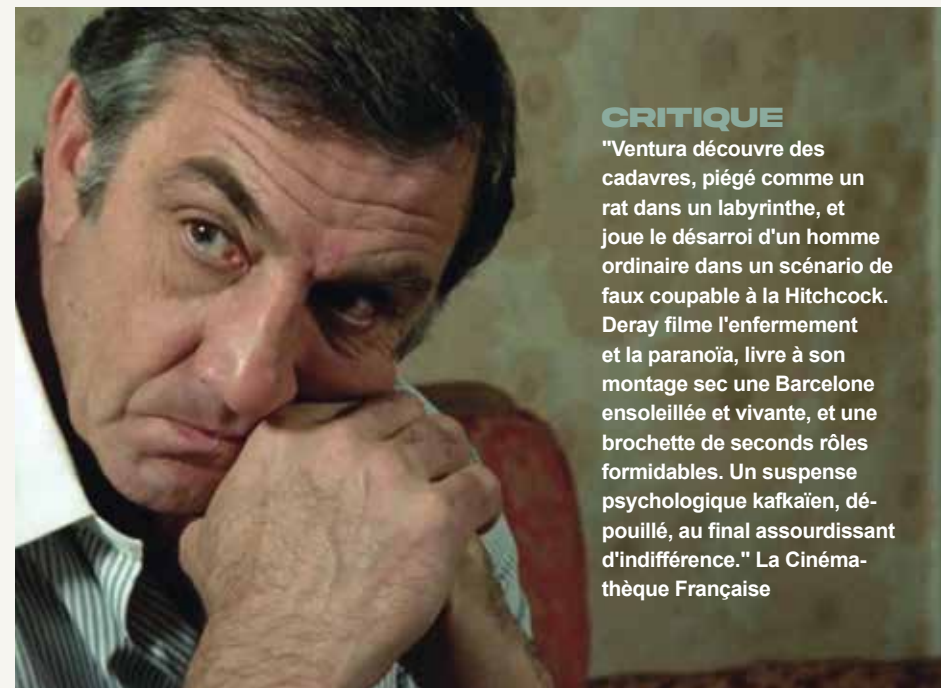 CRITIQUE
"Ventura découvre des
cadavres, piégé comme un
rat dans un labyrinthe, et
joue le désarroi d'un homme
ordinaire dans un scénario de
faux coupable à la Hitchcock.
Deray filme l'enfermement
et la paranoïa, livre à son
montage sec une Barcelone
ensoleillée et vivante, et une
brochette de seconds rôles
formidables. Un suspense
psychologique kafkaïen, dé-
pouillé, au final assourdissant
d'indifférence." La Cinéma-
thèque Française